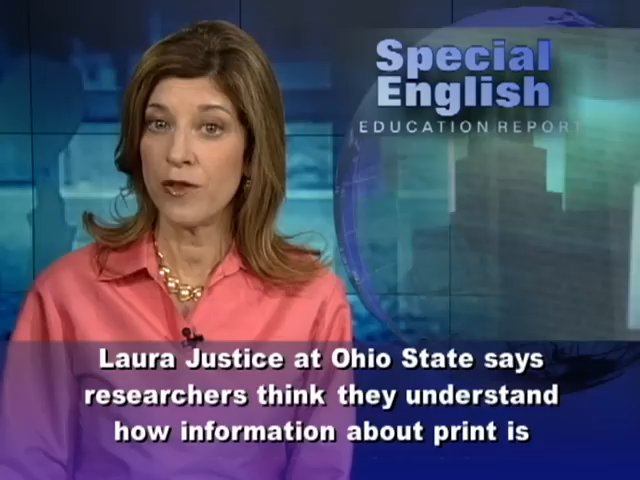 Special
English
EDUCATION REPORT
Laura Justice at Ohio State says
researchers think they understand
how information about print is